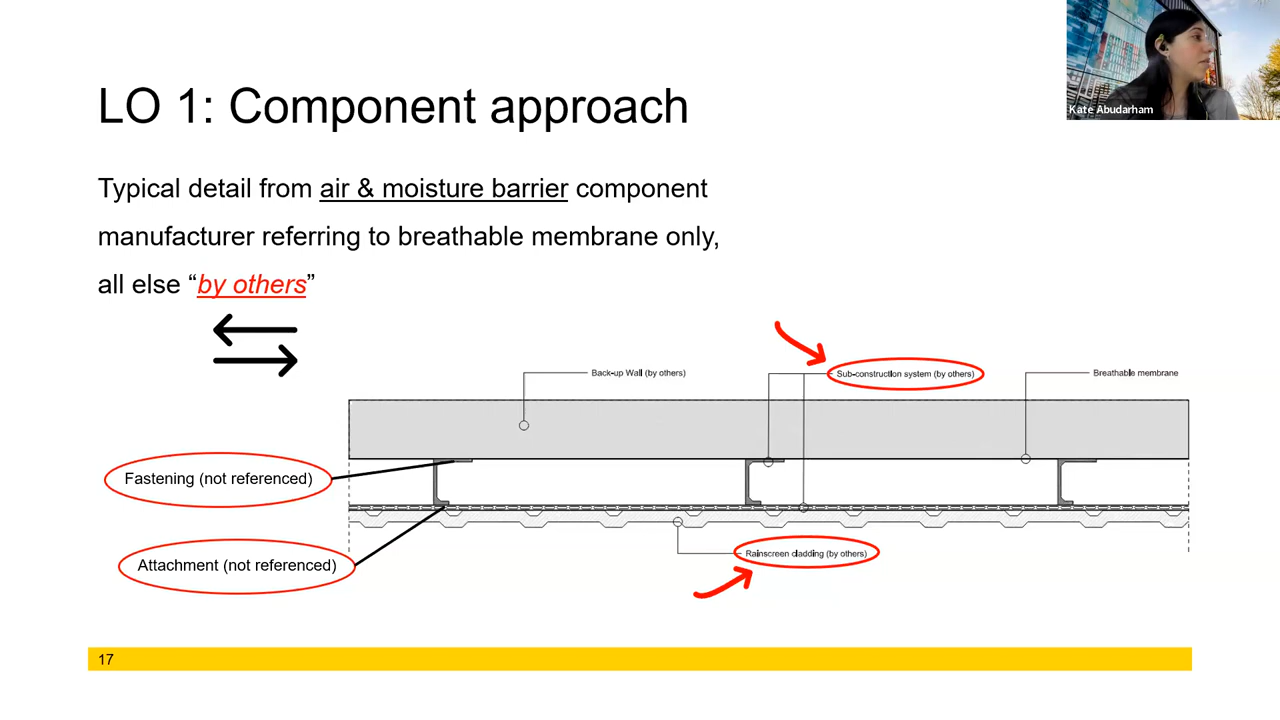 LO 1: Component approach
Kate Abudarham
Typical detail from air & moisture barrier component
manufacturer referring to breathable membrane only,
all else “by others”
Back-up Wall (by others)
Sub-construction system (by others)
Breathable membrane
Fastening (not referenced)
Attachment (not referenced)
Rainscreen cladding (by others)
17